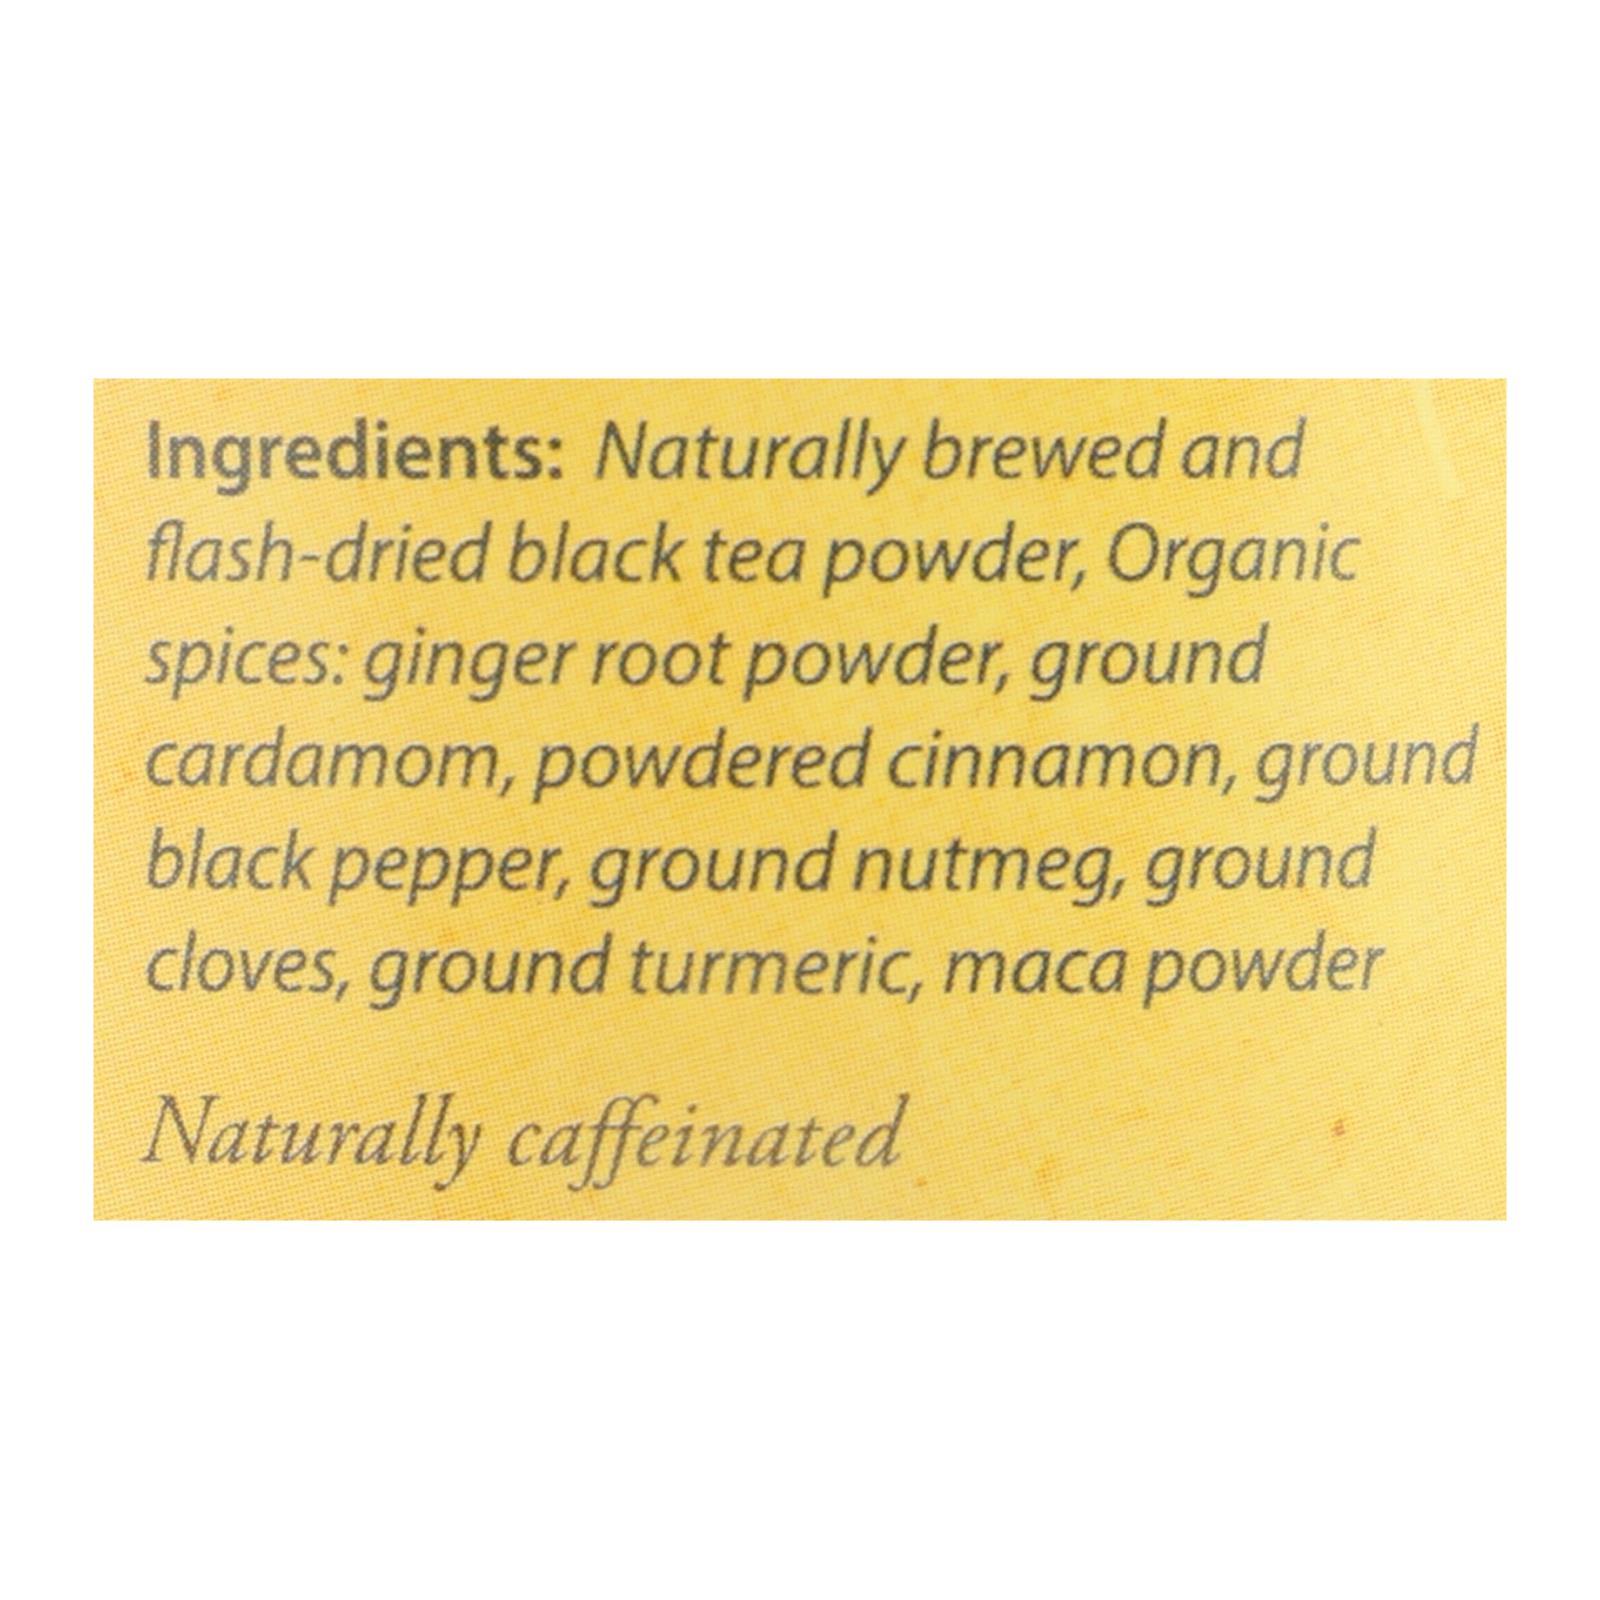 Ingredients: Naturally brewed and
flash-dried black tea powder, Organic
spices: ginger root powder, ground
cardamom, powdered cinnamon, ground
black pepper, ground nutmeg, ground
cloves, ground turmeric, maca powder
Naturally caffeinated